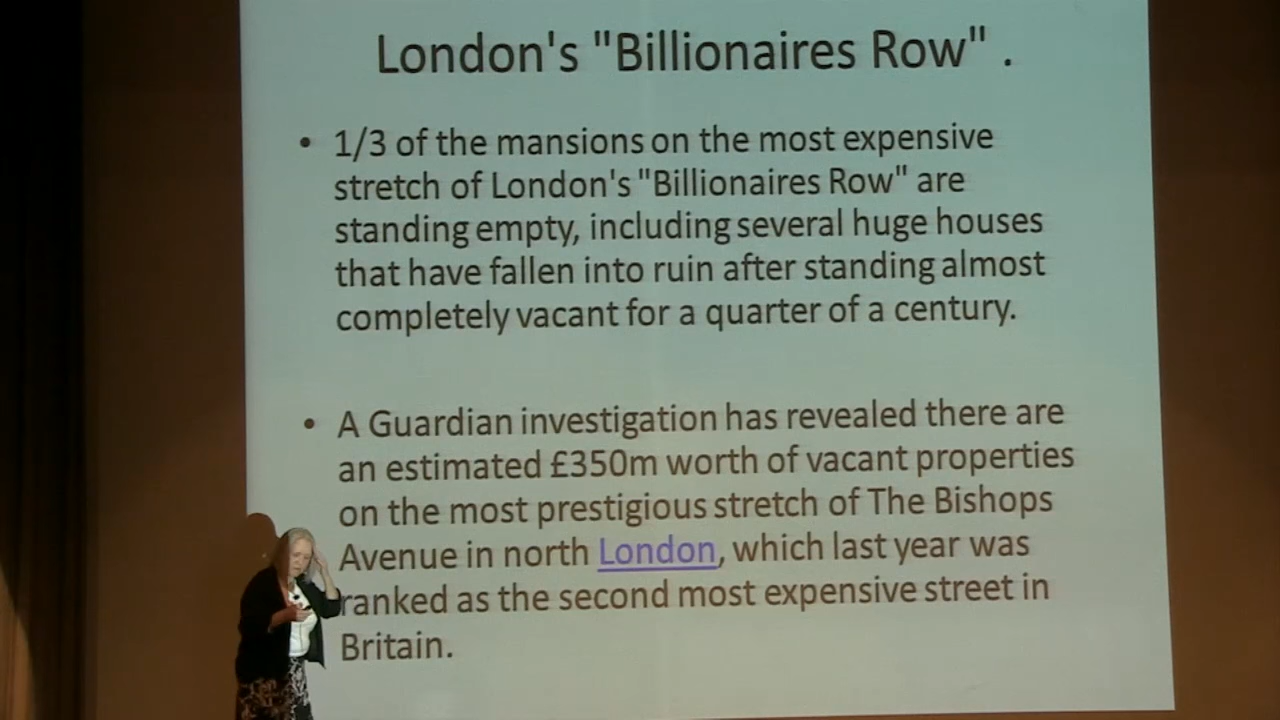 London's "Billionaires Row" .
• 1/3 of the mansions on the most expensive
stretch of London's "Billionaires Row" are
standing empty, including several huge houses
that have fallen into ruin after standing almost
completely vacant for a quarter of a century.
• A Guardian investigation has revealed there are
an estimated £350m worth of vacant properties
on the most prestigious stretch of The Bishops
Avenue in north London, which last year was
ranked as the second most expensive street in
Britain.